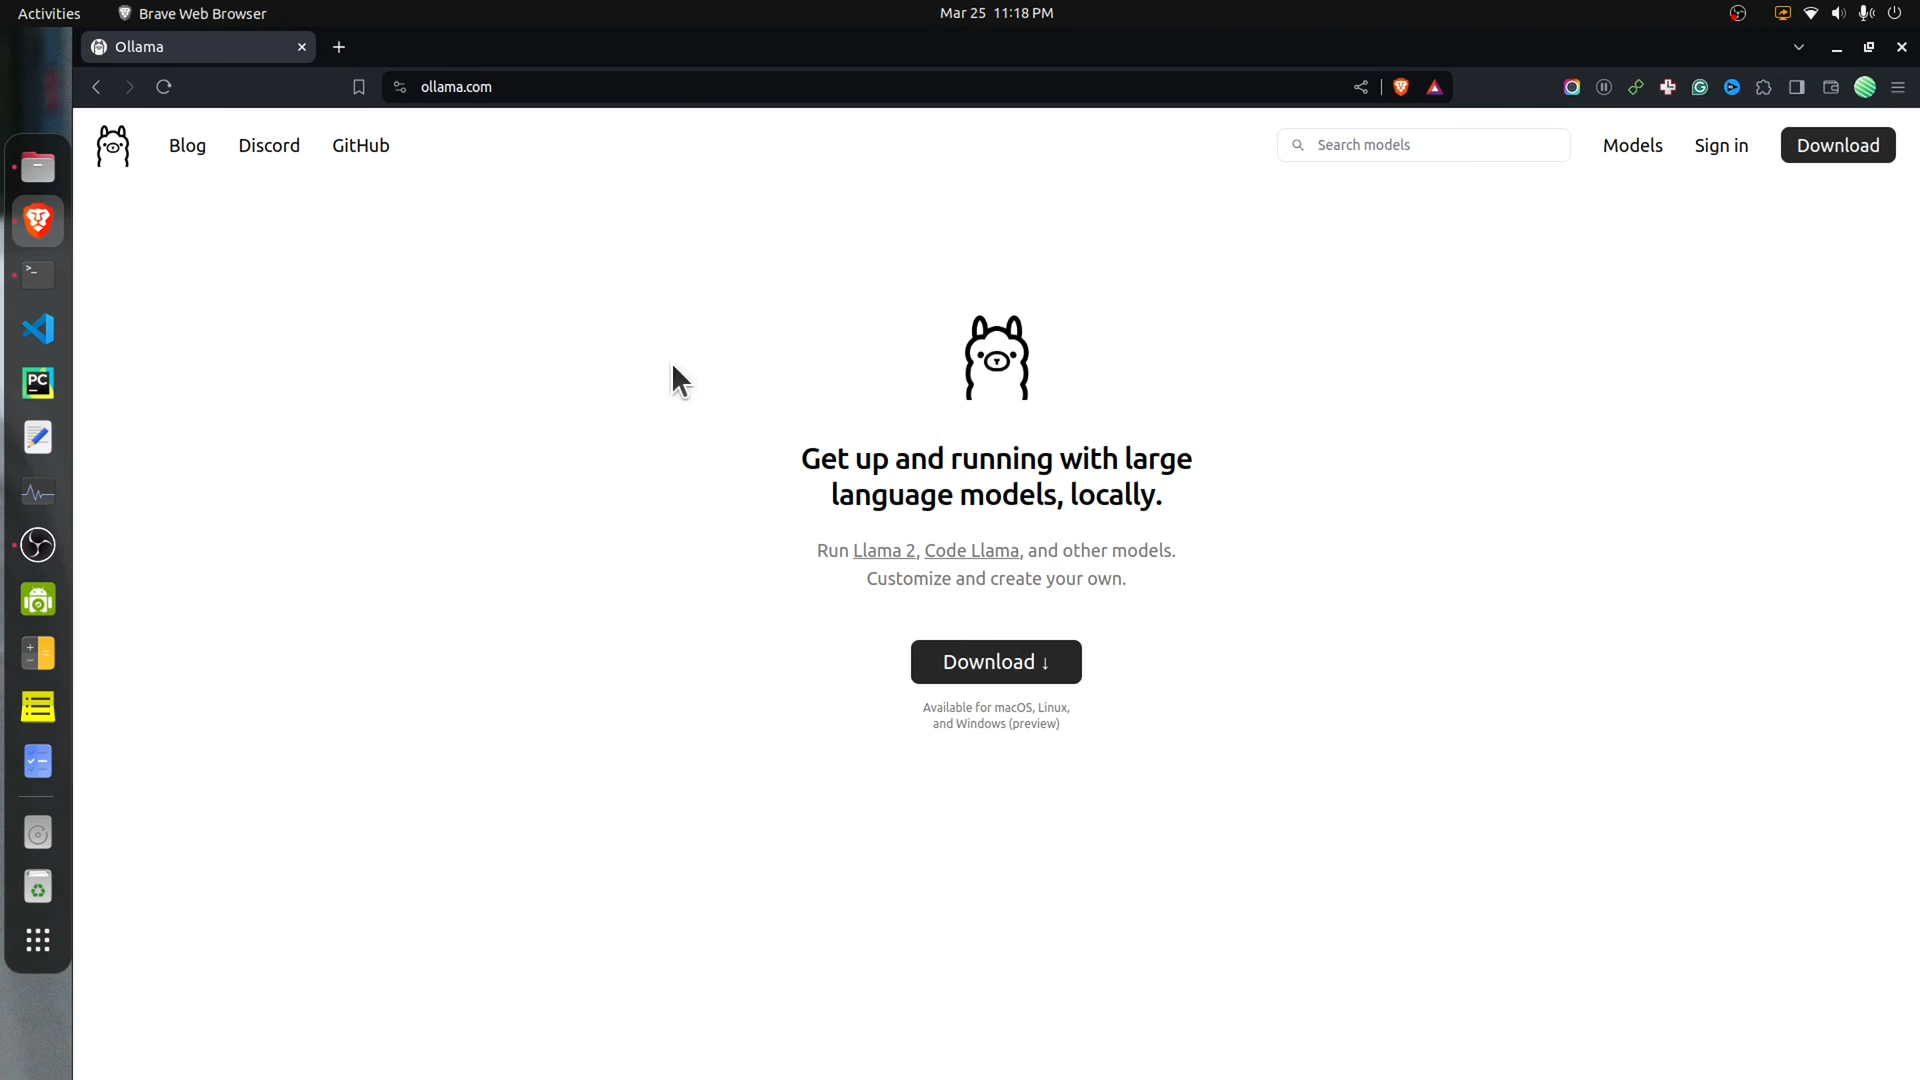 Activities
Brave Web Browser
Mar 25 11:18 PM
Ollama
ollama.com
Blog
Discord
GitHub
Search models
Models
Sign in
Download
PC
Get up and running with large
language models, locally.
Run Llama 2, Code Llama, and other models.
Customize and create your own.
Download ↓
Available for macOS, Linux,
and Windows (preview)